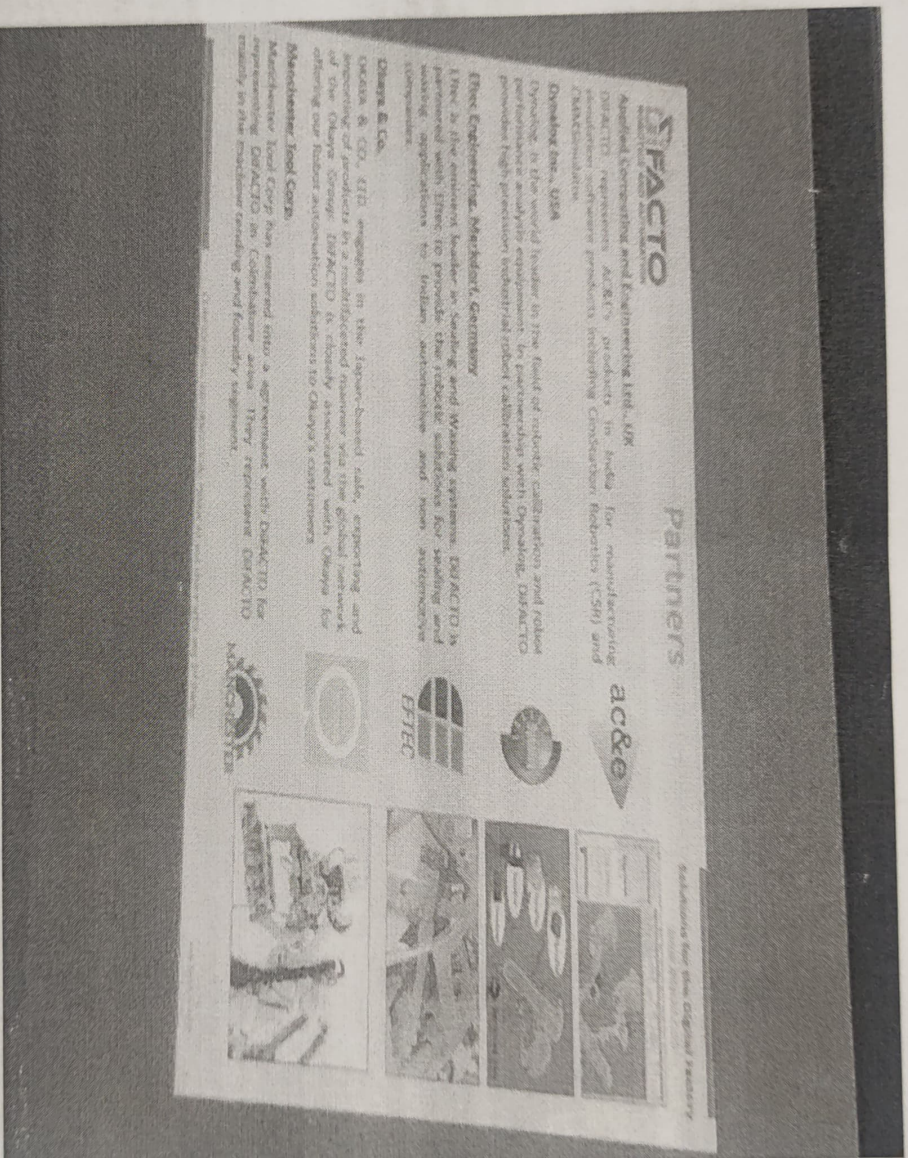 DiFACTO
Partners
Solutions for the Digital Factory
Applied Computing and Engineering Ltd., UK
DiFACTO represents AC&E's products in India for manufacturing
simulation software products including CimStation Robotics (CSR) and
CMMSimulator
ac&e
Dynalog Inc., USA
Dynalog is the world leader in the field of robotic calibration and robot
performance analysis equipment. In partnership with Dynalog, DiFACTO
provides high precision industrial robot calibration solutions.
Eftec Engineering, Markdorf, Germany
Eftec is the eminent leader in Sealing and Waxing systems. DiFACTO is
partnered with Eftec to provide the robotic solutions for sealing and
waxing applications to Indian automotive and non automotive
companies
EFTEC
Okaya & Co.
OKAYA & CO., LTD. engages in the Japan-based sale, exporting and
importing of products in a multifaceted manner via the global network
of the Okaya Group. DiFACTO is closely associated with Okaya for
offering our Robot automation solutions to Okaya's customers
Manchester Tool Corp.
Manchester Tool Corp has entered into a agreement with DiFACTO for
representing DiFACTO in Coimbatore area. They represent DiFACTO
mainly in the machine tending and foundry segment.
MANCHESTER